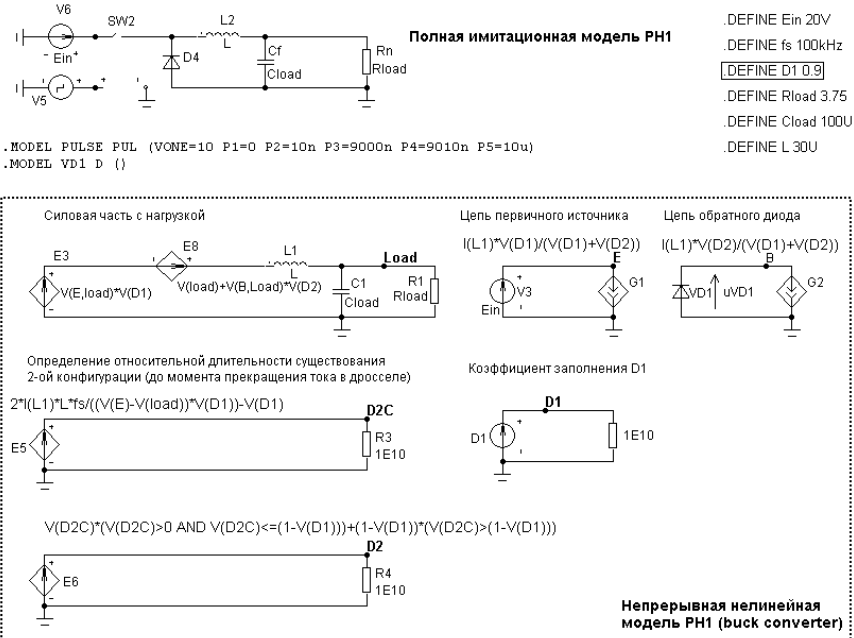 V6
SW2
L2
- Ein +
L
D4
Cf
Cload
Rn
Rload
V5
Полная имитационная модель РН1
.DEFINE Ein 20V
.DEFINE fs 100kHz
.DEFINE D1 0.9
.DEFINE Rload 3.75
.DEFINE Cload 100U
.DEFINE L 30U
.MODEL PULSE PUL (VONE=10 P1=0 P2=10n P3=9000n P4=9010n P5=10u)
.MODEL VD1 D ()
Силовая часть с нагрузкой
Цепь первичного источника
Цепь обратного диода
E3
E8
L1
L
Load
V(E,load)*V(D1)
V(load)+V(B,Load)*V(D2)
C1
Cload
R1
Rload
I(L1)*V(D1)/(V(D1)+V(D2))
E
V3
Ein
G1
I(L1)*V(D2)/(V(D1)+V(D2))
B
VD1
uVD1
G2
Определение относительной длительности существования
2-ой конфигурации (до момента прекращения тока в дросселе)
2*I(L1)*L*fs/((V(E)-V(load))*V(D1))-V(D1)
D2C
E5
R3
1E10
Коэффициент заполнения D1
D1
D1
1E10
V(D2C)*(V(D2C)>0 AND V(D2C)<=(1-V(D1)))+(1-V(D1))*(V(D2C)>(1-V(D1)))
D2
E6
R4
1E10
Непрерывная нелинейная
модель РН1 (buck converter)